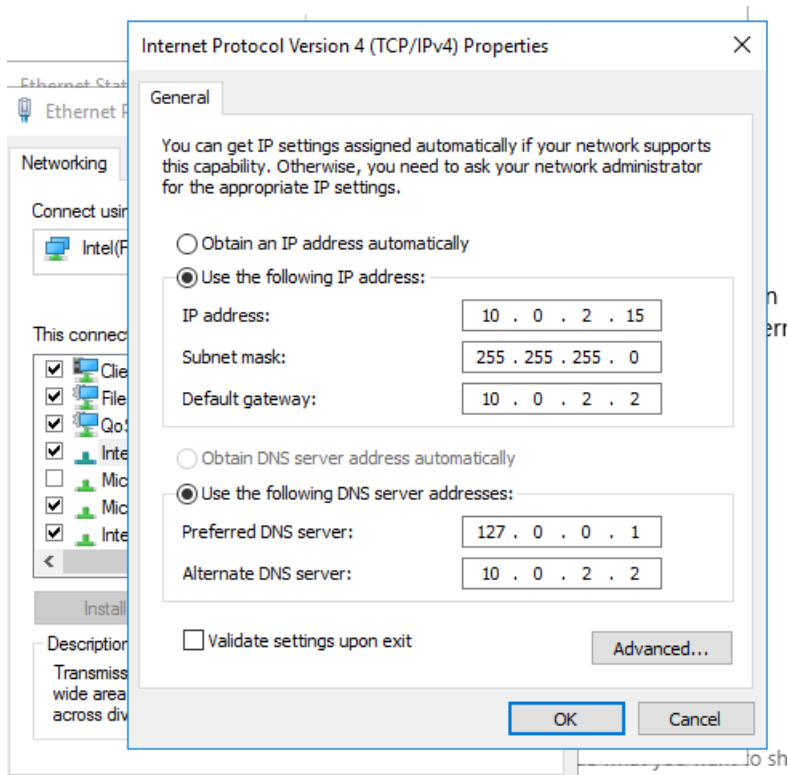 Internet Protocol Version 4 (TCP/IPv4) Properties
Ethernet
General
Networking
You can get IP settings assigned automatically if your network supports
this capability. Otherwise, you need to ask your network administrator
for the appropriate IP settings.
Connect
Obtain an IP address automatically
Use the following IP address:
IP address: 10 . 0 . 2 . 15
This
Subnet mask: 255 . 255 . 255 . 0
Default gateway: 10 . 0 . 2 . 2
File
Obtain DNS server address automatically
Use the following DNS server addresses:
Preferred DNS server: 127 . 0 . 0 . 1
Alternate DNS server: 10 . 0 . 2 . 2
Install
Validate settings upon exit
Advanced...
wide area
OK
Cancel